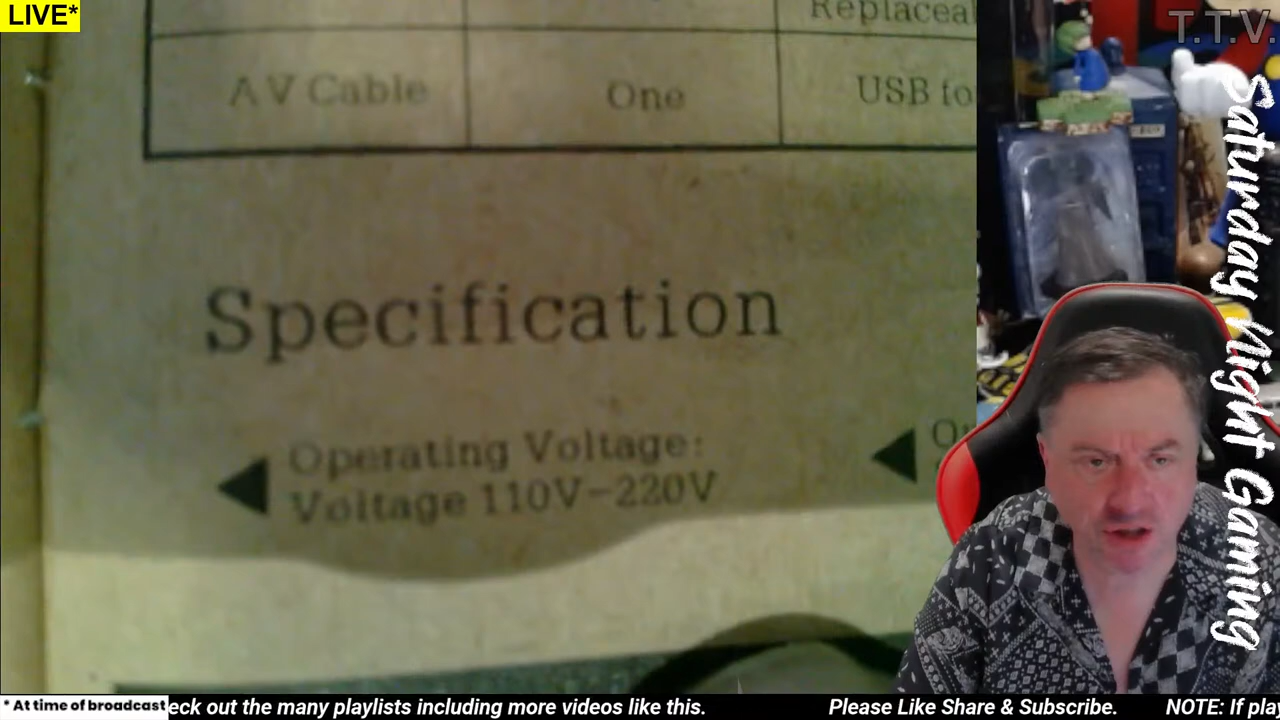 LIVE*
T.T.V.
Replaceal
AV Cable
One
USB to
Specification
Operating Voltage:
Voltage 110V-220V
Saturday Night Gaming
* At time of broadcast
eck out the many playlists including more videos like this.
Please Like Share & Subscribe.
NOTE: If pla